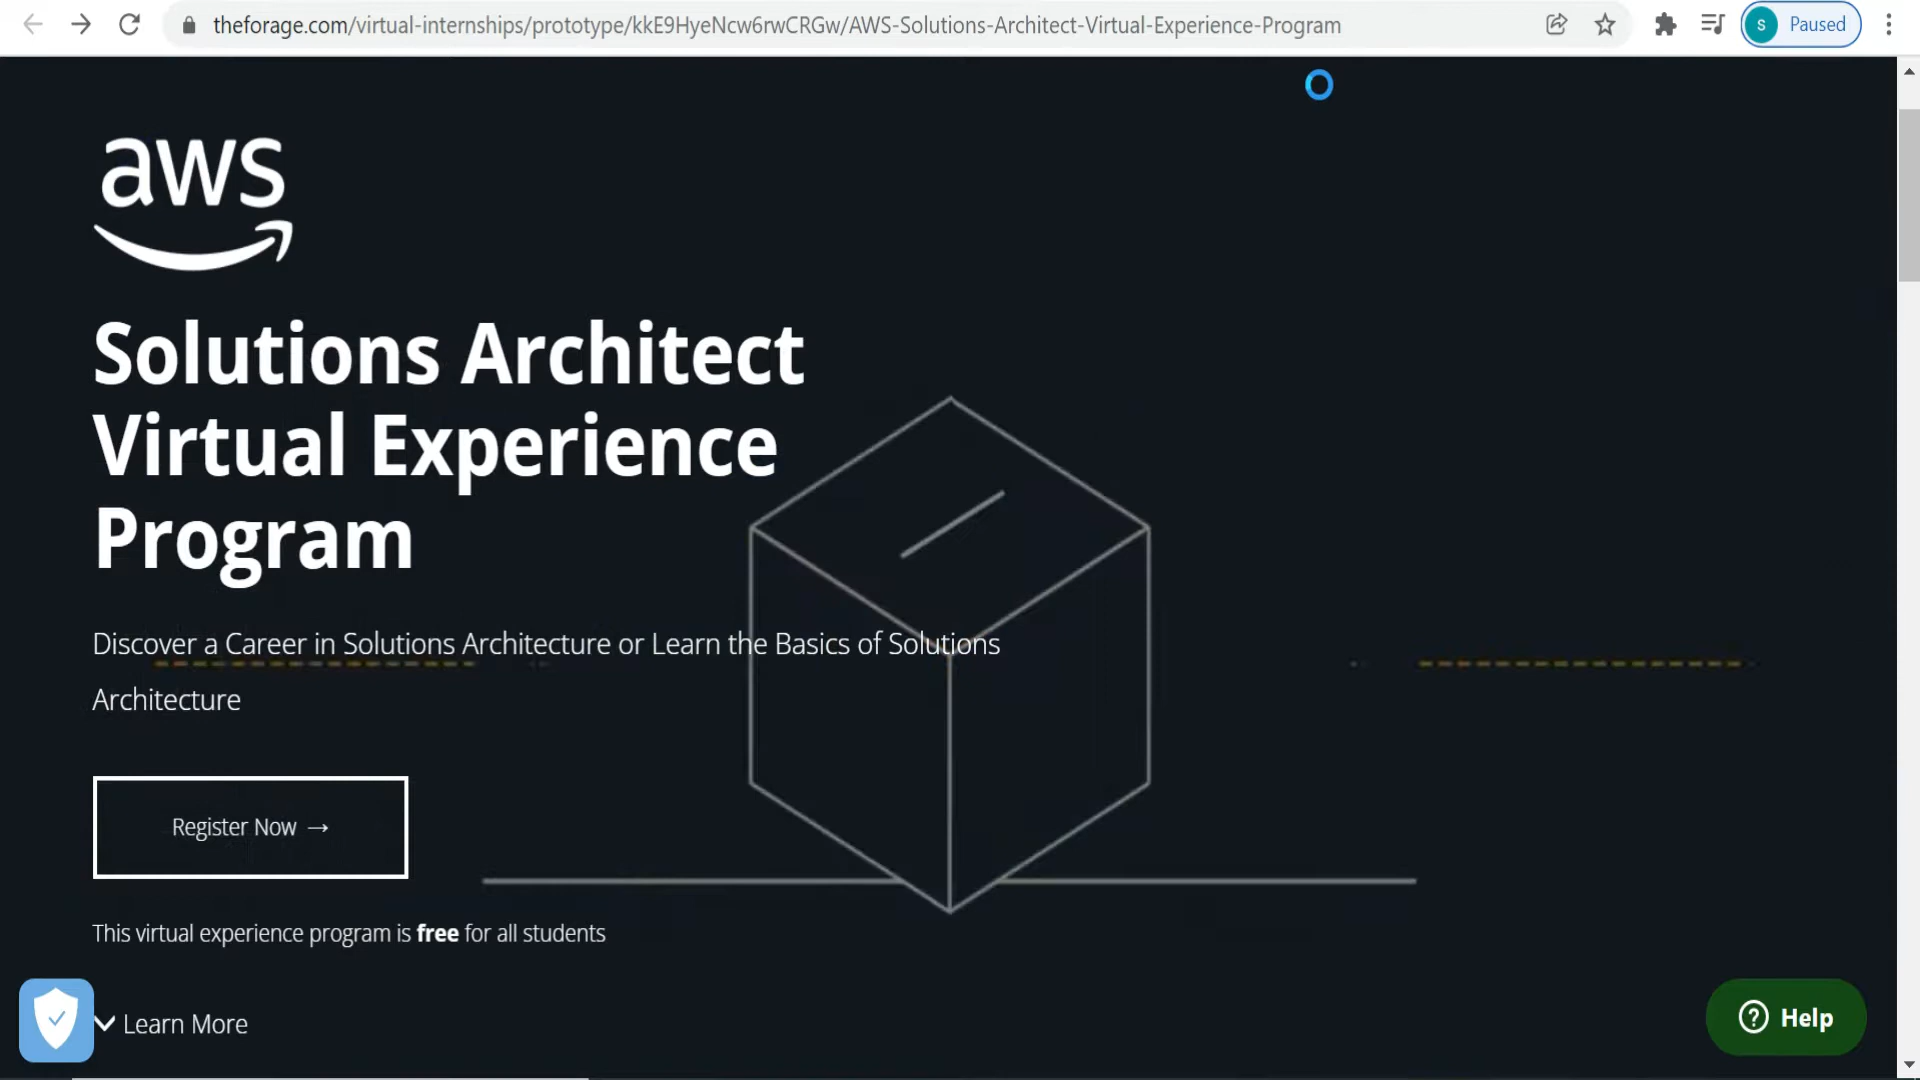 theforage.com/virtual-internships/prototype/kkE9HyeNcw6rwCRGw/AWS-Solutions-Architect-Virtual-Experience-Program
s Paused
aws
Solutions Architect
Virtual Experience
Program
Discover a Career in Solutions Architecture or Learn the Basics of Solutions
Architecture
Register Now →
This virtual experience program is free for all students
Learn More
? Help